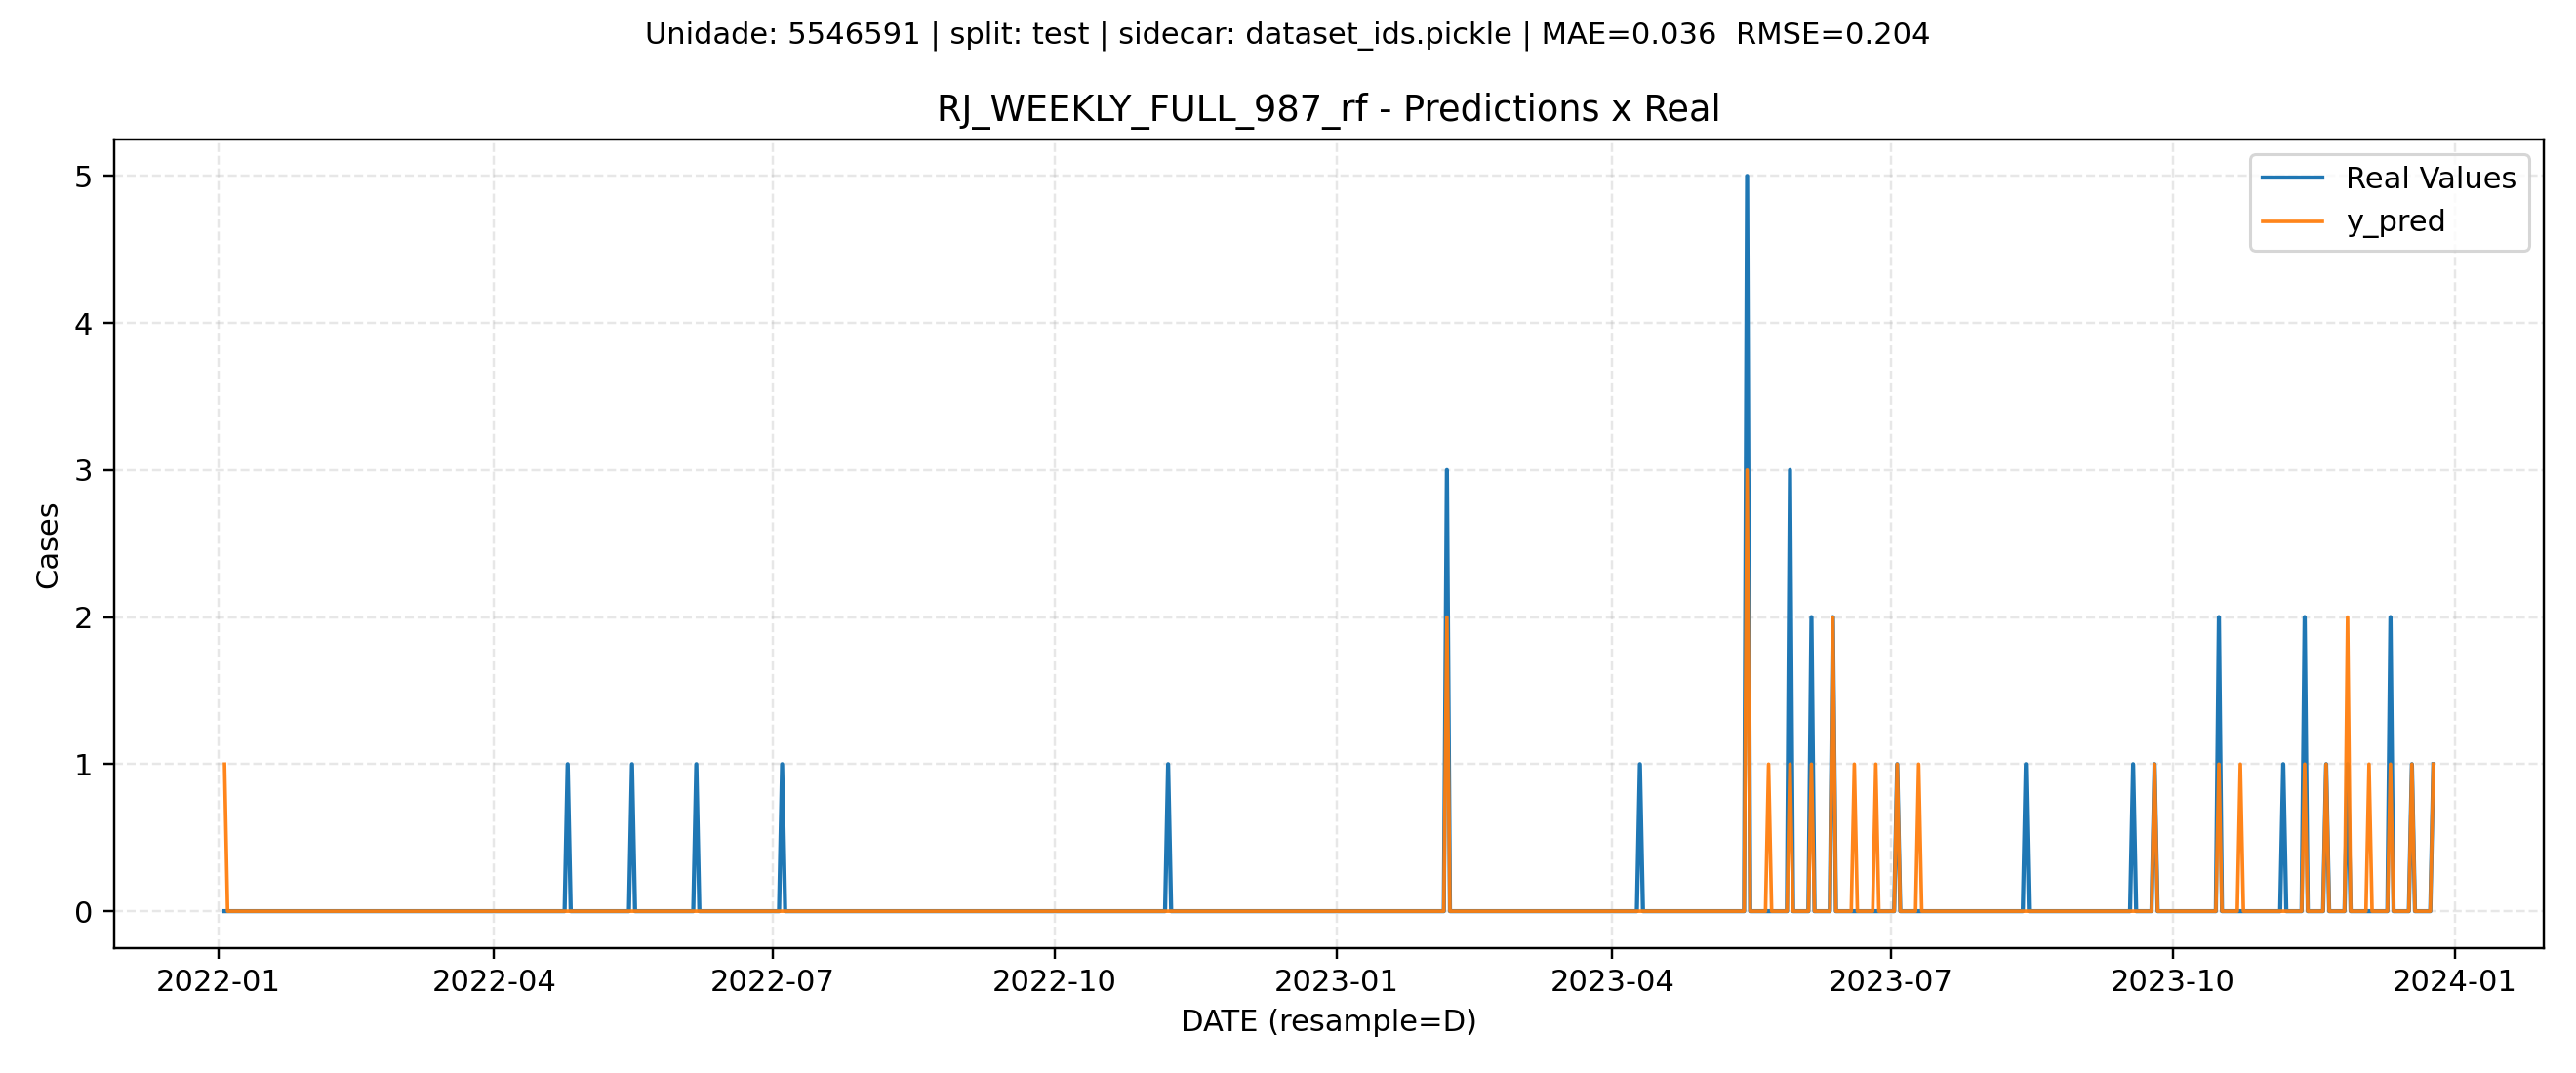 Unidade: 5546591 | split: test | sidecar: dataset_ids.pickle | MAE=0.036  RMSE=0.204
RJ_WEEKLY_FULL_987_rf - Predictions x Real
Real Values
y_pred
5
4
3
2
1
0
Cases
2022-01
2022-04
2022-07
2022-10
2023-01
2023-04
2023-07
2023-10
2024-01
DATE (resample=D)